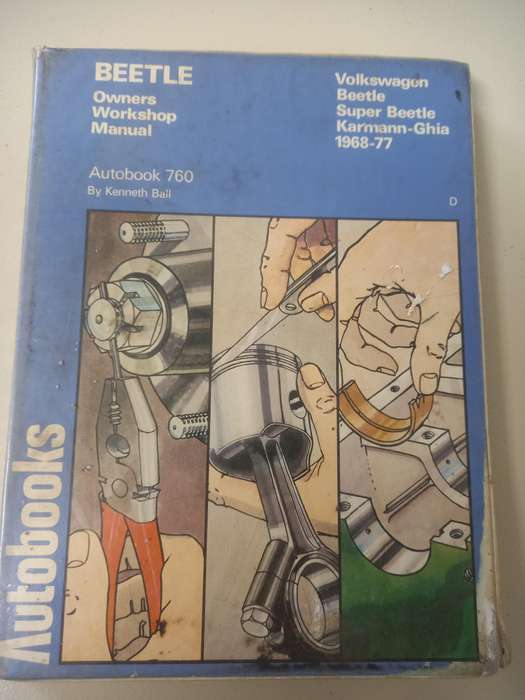 BEETLE
Owners
Workshop
Manual
Autobook 760
By Kenneth Ball
Volkswagen
Beetle
Super Beetle
Karmann-Ghia
1968-77
D
Autobooks